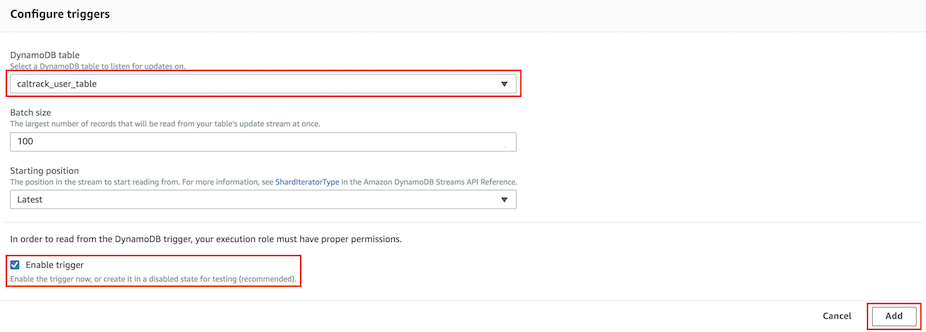 Configure triggers
DynamoDB table
Select a DynamoDB table to listen for updates on.
caltrack_user_table
Batch size
The largest number of records that will be read from your table's update stream at once.
100
Starting position
The position in the stream to start reading from. For more information, see ShardIteratorType in the Amazon DynamoDB Streams API Reference.
Latest
In order to read from the DynamoDB trigger, your execution role must have proper permissions.
Enable trigger
Enable the trigger now, or create it in a disabled state for testing (recommended).
Cancel Add